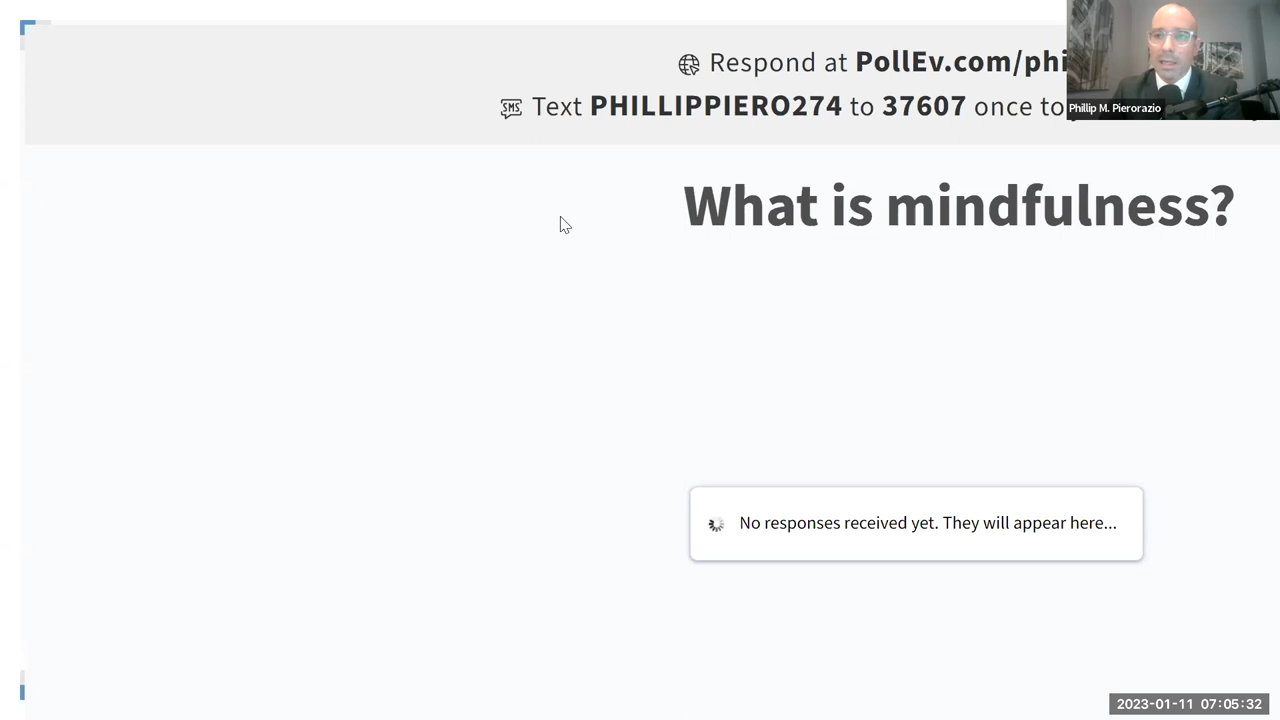 Respond at PollEv.com/phi
SMS Text PHILLIPPIERO274 to 37607 once to
Phillip M. Pierorazio
What is mindfulness?
No responses received yet. They will appear here...
2023-01-11 07:05:32